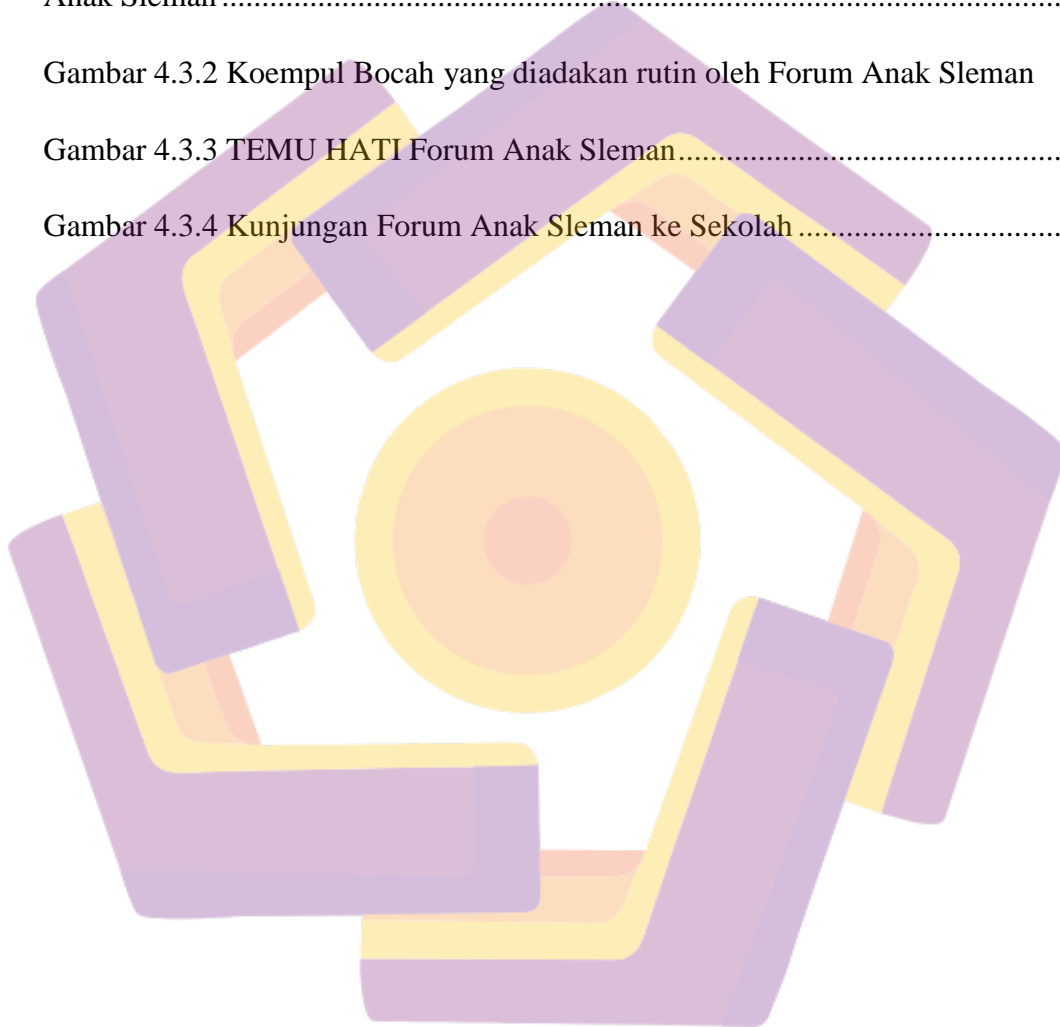 Anak Sleman ........................................................................................................
Gambar 4.3.2 Koempul Bocah yang diadakan rutin oleh Forum Anak Sleman
Gambar 4.3.3 TEMU HATI Forum Anak Sleman................................................
Gambar 4.3.4 Kunjungan Forum Anak Sleman ke Sekolah .................................